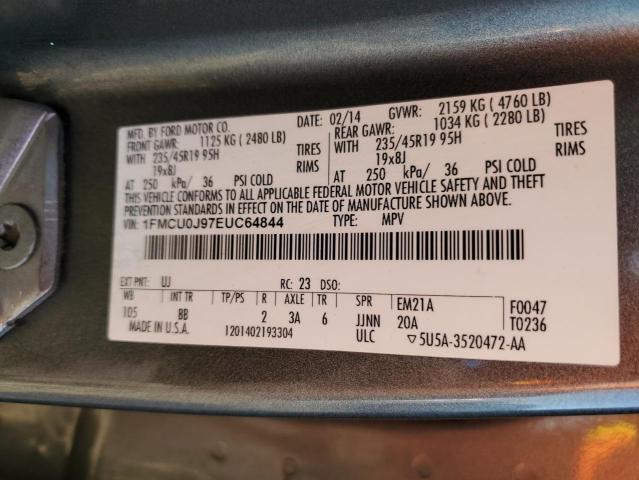 MFD. BY FORD MOTOR CO. DATE: 02/14 GVWR: 2159 KG ( 4760 LB)
FRONT GAWR: 1125 KG ( 2480 LB) REAR GAWR: 1034 KG ( 2280 LB)
WITH 235/45R19 95H TIRES WITH 235/45R19 95H TIRES
19x8J RIMS 19x8J RIMS
AT 250 kPa/ 36 PSI COLD AT 250 kPa/ 36 PSI COLD
THIS VEHICLE CONFORMS TO ALL APPLICABLE FEDERAL MOTOR VEHICLE SAFETY AND THEFT
PREVENTION STANDARDS IN EFFECT ON THE DATE OF MANUFACTURE SHOWN ABOVE.
VIN: 1FMCU0J97EUC64844 TYPE: MPV
EXT PNT: UJ RC: 23 DSO:
WB INT TR TP/PS R AXLE TR SPR EM21A F0047
105 BB 2 3A 6 JJNN 20A T0236
MADE IN U.S.A. 1201402193304 ULC ▽5U5A-3520472-AA